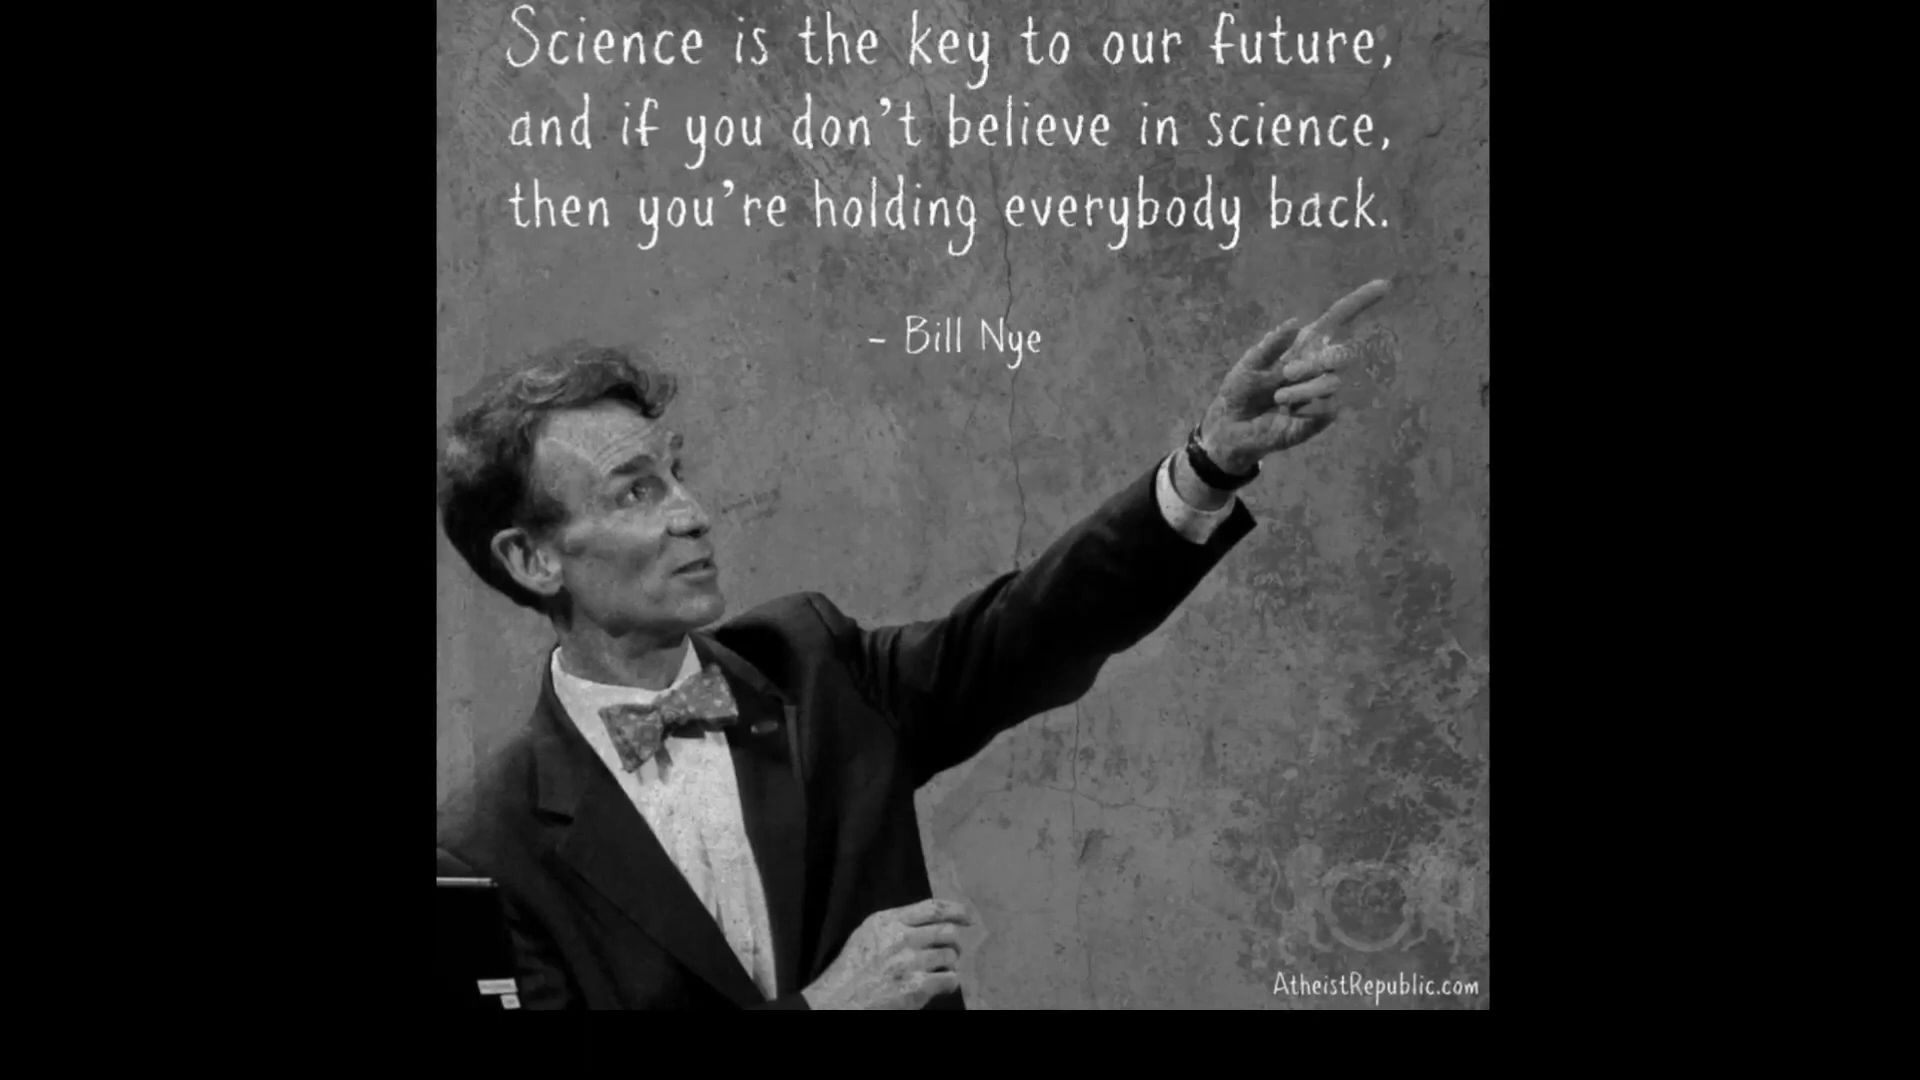 Science is the key to our future,
and if you don't believe in science,
then you're holding everybody back.
- Bill Nye
AtheistRepublic.com